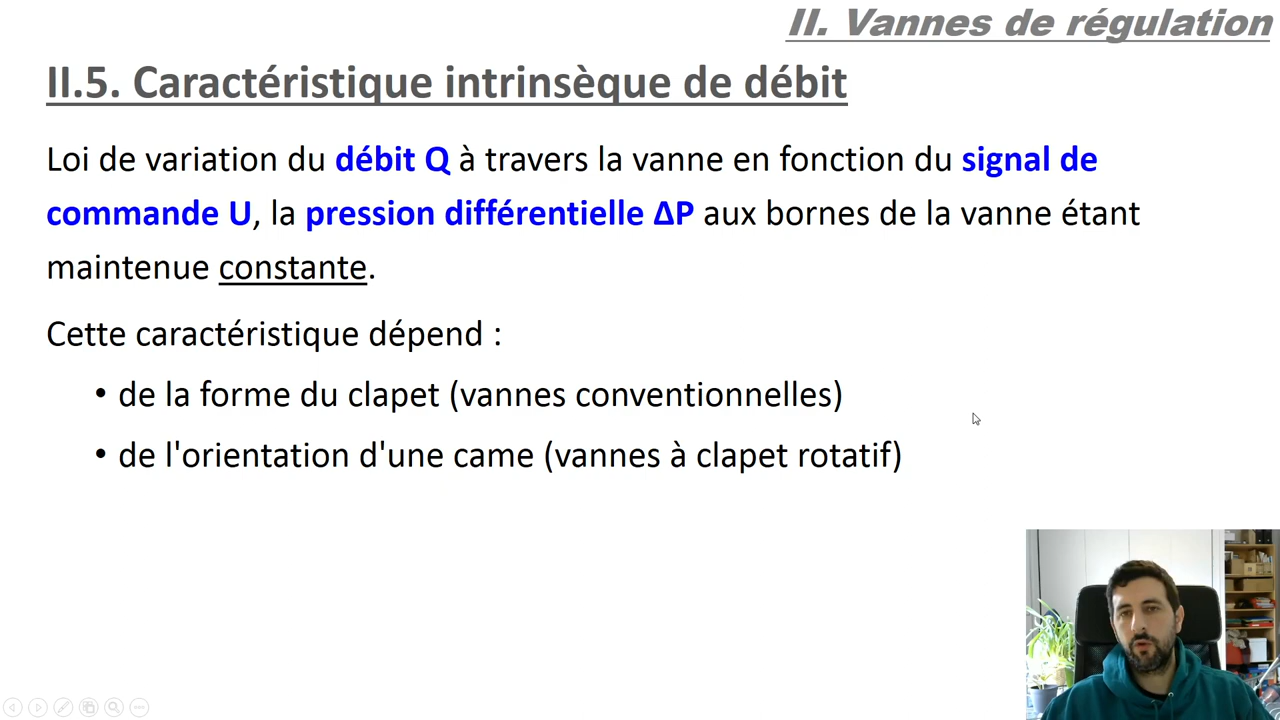 II. Vannes de régulation
II.5. Caractéristique intrinsèque de débit
Loi de variation du débit Q à travers la vanne en fonction du signal de
commande U, la pression différentielle ΔP aux bornes de la vanne étant
maintenue constante.
Cette caractéristique dépend :
• de la forme du clapet (vannes conventionnelles)
• de l'orientation d'une came (vannes à clapet rotatif)